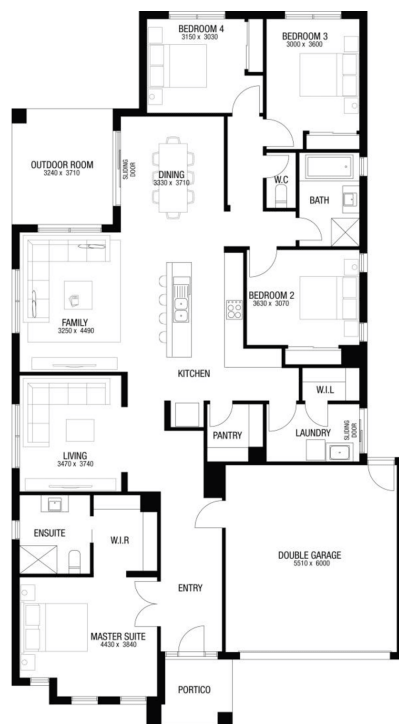 BEDROOM 4
3150 x 3030
BEDROOM 3
3000 x 3600
OUTDOOR ROOM
3240 x 3710
SLIDING
DOOR
DINING
3330 x 3710
W.C
BATH
BEDROOM 2
3630 x 3070
FAMILY
3250 x 4490
KITCHEN
W.I.L
LIVING
3470 x 3740
PANTRY
LAUNDRY
SLIDING
DOOR
ENSUITE
W.I.R
DOUBLE GARAGE
5510 x 6000
ENTRY
MASTER SUITE
4430 x 3840
PORTICO